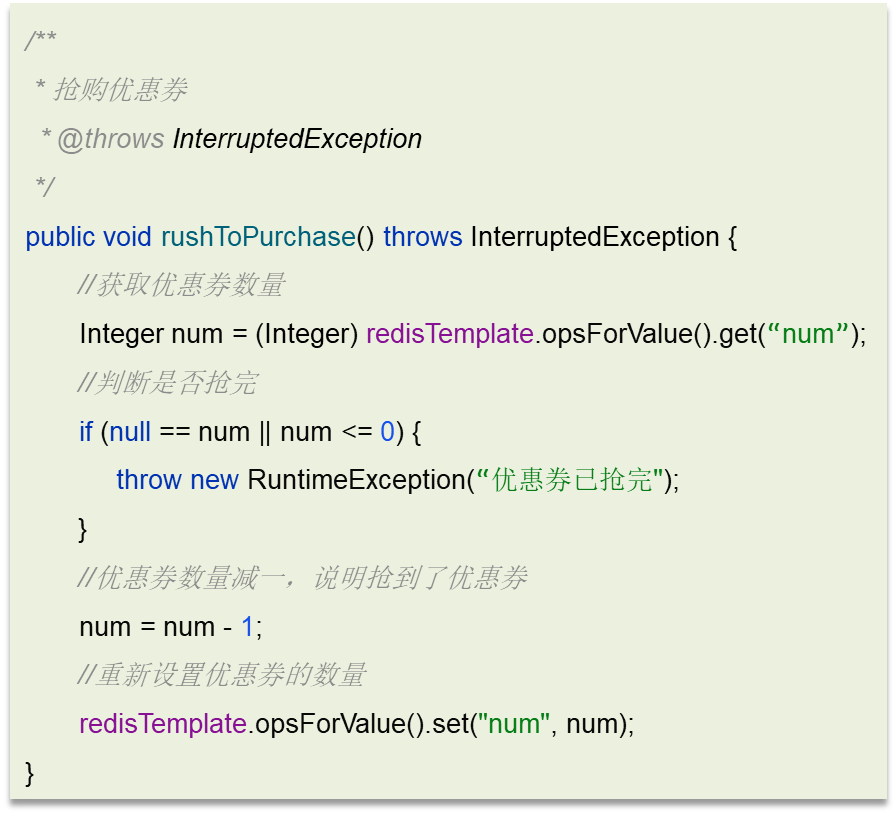 /**
* 抢购优惠券
* @throws InterruptedException
*/
public void rushToPurchase() throws InterruptedException {
//获取优惠券数量
Integer num = (Integer) redisTemplate.opsForValue().get(“num”);
//判断是否抢完
if (null == num || num <= 0) {
throw new RuntimeException(“优惠券已抢完");
}
//优惠券数量减一，说明抢到了优惠券
num = num - 1;
//重新设置优惠券的数量
redisTemplate.opsForValue().set("num", num);
}